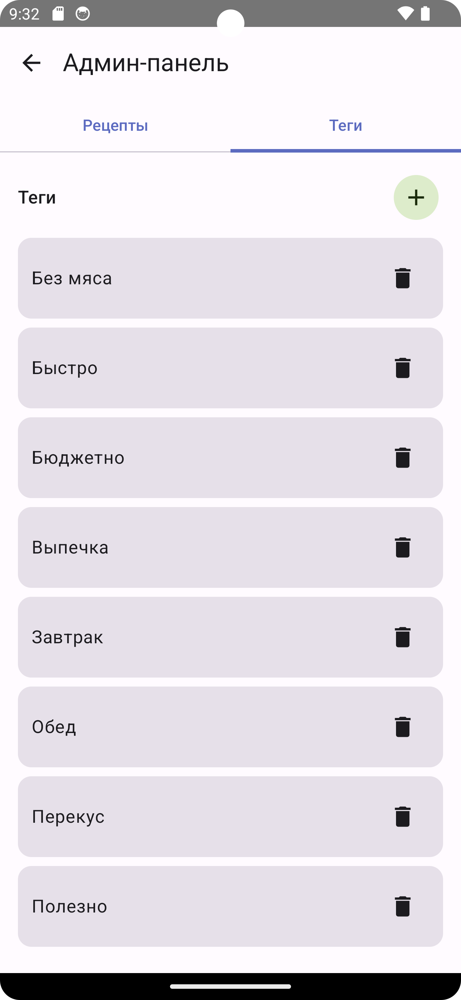 9:32
Админ-панель
Рецепты
Теги
Теги
Без мяса
Быстро
Бюджетно
Выпечка
Завтрак
Обед
Перекус
Полезно